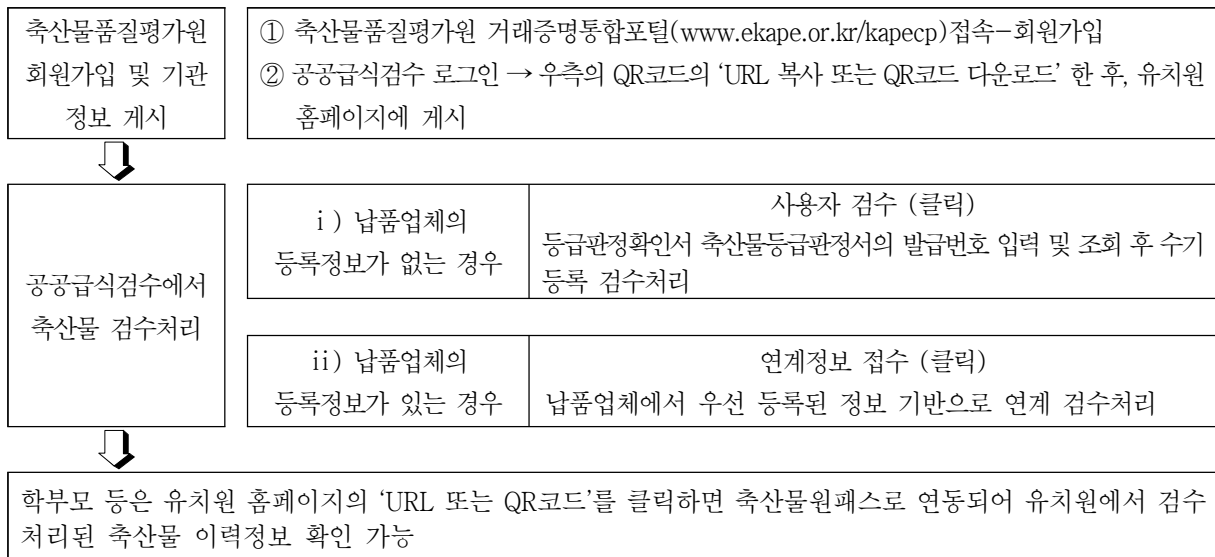 축산물품질평가원
회원가입 및 기관
정보 게시
① 축산물품질평가원 거래증명통합포털(www.ekape.or.kr/kapecp)접속-회원가입
② 공공급식검수 로그인 → 우측의 QR코드의 ‘URL 복사 또는 QR코드 다운로드’ 한 후, 유치원
홈페이지에 게시
공공급식검수에서
축산물 검수처리
ⅰ) 납품업체의
등록정보가 없는 경우
사용자 검수 (클릭)
등급판정확인서 축산물등급판정서의 발급번호 입력 및 조회 후 수기
등록 검수처리
ⅱ) 납품업체의
등록정보가 있는 경우
연계정보 접수 (클릭)
납품업체에서 우선 등록된 정보 기반으로 연계 검수처리
학부모 등은 유치원 홈페이지의 ‘URL 또는 QR코드’를 클릭하면 축산물원패스로 연동되어 유치원에서 검수
처리된 축산물 이력정보 확인 가능